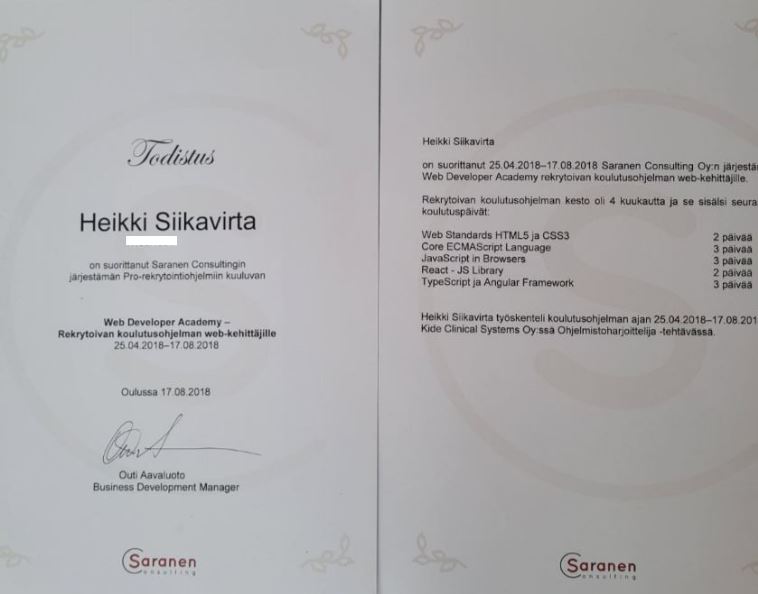 Todistus
Heikki Siikavirta
on suorittanut Saranen Consultingin
järjestämän Pro-rekrytointiohjelmiin kuuluvan
Web Developer Academy –
Rekrytoivan koulutusohjelman web-kehittäjille
25.04.2018–17.08.2018
Oulussa 17.08.2018
Outi Aavaluoto
Business Development Manager
Saranen
Consulting
Heikki Siikavirta
on suorittanut 25.04.2018–17.08.2018 Saranen Consulting Oy:n järjestä
Web Developer Academy rekrytoivan koulutusohjelman web-kehittäjille.
Rekrytoivan koulutusohjelman kesto oli 4 kuukautta ja se sisälsi seura
koulutuspäivät:
Web Standards HTML5 ja CSS3 2 päivää
Core ECMAScript Language 3 päivää
JavaScript in Browsers 3 päivää
React - JS Library 2 päivää
TypeScript ja Angular Framework 3 päivää
Heikki Siikavirta työskenteli koulutusohjelman ajan 25.04.2018–17.08.201
Kide Clinical Systems Oy:ssä Ohjelmistoharjoittelija -tehtävässä.
Saranen
Consulting